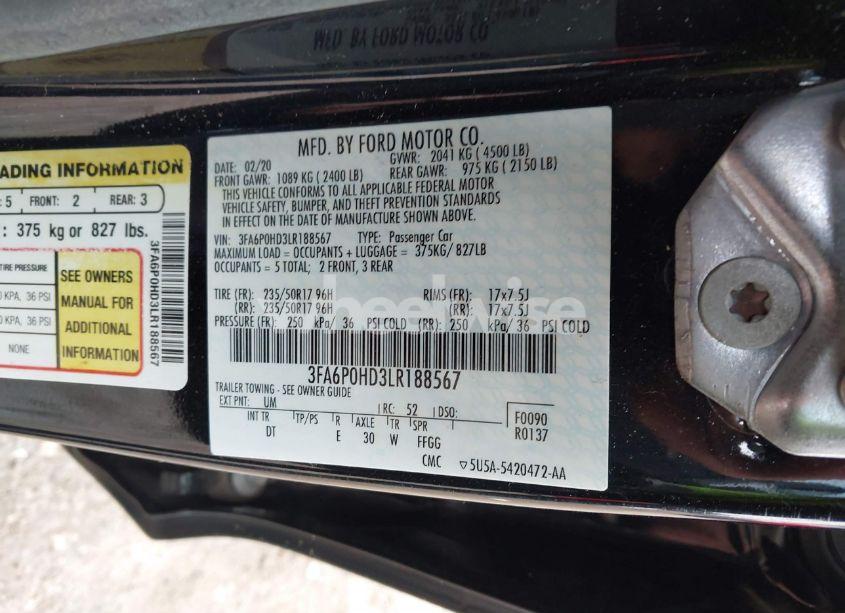 MFD. BY FORD MOTOR CO.
MFD. BY FORD MOTOR CO.
DATE: 02/20
GVWR: 2041 KG ( 4500 LB)
FRONT GAWR: 1089 KG ( 2400 LB)
REAR GAWR: 975 KG ( 2150 LB)
THIS VEHICLE CONFORMS TO ALL APPLICABLE FEDERAL MOTOR
VEHICLE SAFETY, BUMPER, AND THEFT PREVENTION STANDARDS
IN EFFECT ON THE DATE OF MANUFACTURE SHOWN ABOVE.
VIN: 3FA6P0HD3LR188567 TYPE: Passenger Car
MAXIMUM LOAD = OCCUPANTS + LUGGAGE = 375KG/ 827LB
OCCUPANTS = 5 TOTAL; 2 FRONT, 3 REAR
TIRE (FR): 235/50R17 96H RIMS (FR): 17x7.5J
(RR): 235/50R17 96H (RR): 17x7.5J
PRESSURE (FR): 250 kPa/ 36 PSI COLD (RR): 250 kPa/ 36 PSI COLD
3FA6P0HD3LR188567
TRAILER TOWING - SEE OWNER GUIDE
EXT PNT: UM RC: 52 DSO:
F0090
R0137
INT TR TP/PS R AXLE TR SPR
DT E 30 W FFGG
CMC ▽5U5A-5420472-AA
ADING INFORMATION
5 FRONT: 2 REAR: 3
: 375 kg or 827 lbs.
TIRE PRESSURE
0 KPA, 36 PSI
0 KPA, 36 PSI
NONE
SEE OWNERS
MANUAL FOR
ADDITIONAL
INFORMATION
3FA6P0HD3LR188567
wheelwise